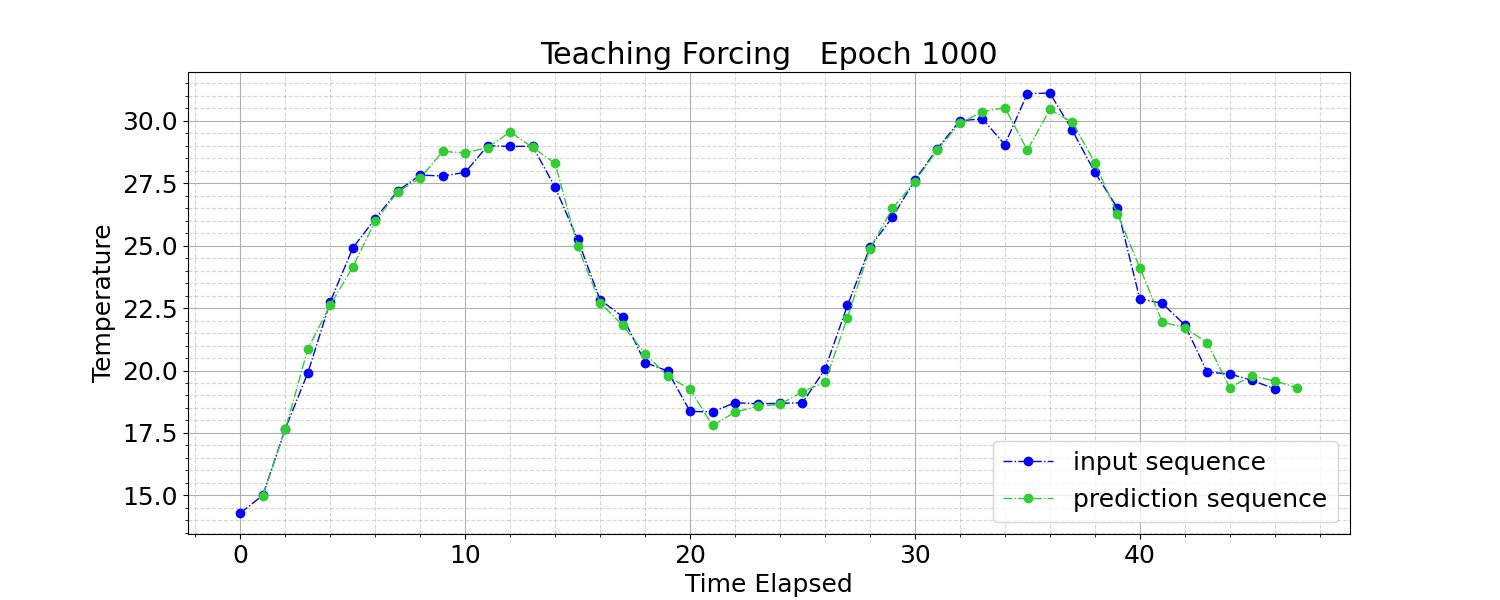 Teaching Forcing   Epoch 1000
30.0
27.5
25.0
22.5
20.0
17.5
15.0
Temperature
input sequence
prediction sequence
0 10 20 30 40
Time Elapsed